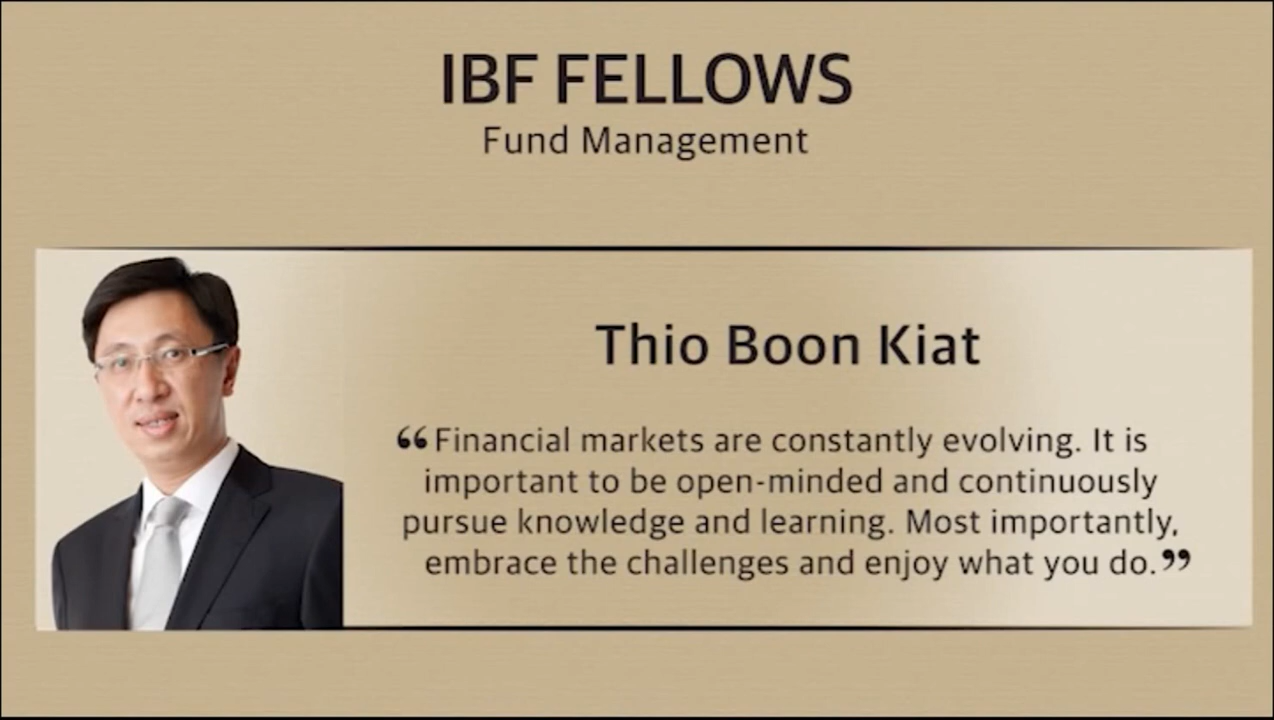 IBF FELLOWS
Fund Management
Thio Boon Kiat
“Financial markets are constantly evolving. It is
important to be open-minded and continuously
pursue knowledge and learning. Most importantly,
embrace the challenges and enjoy what you do.”